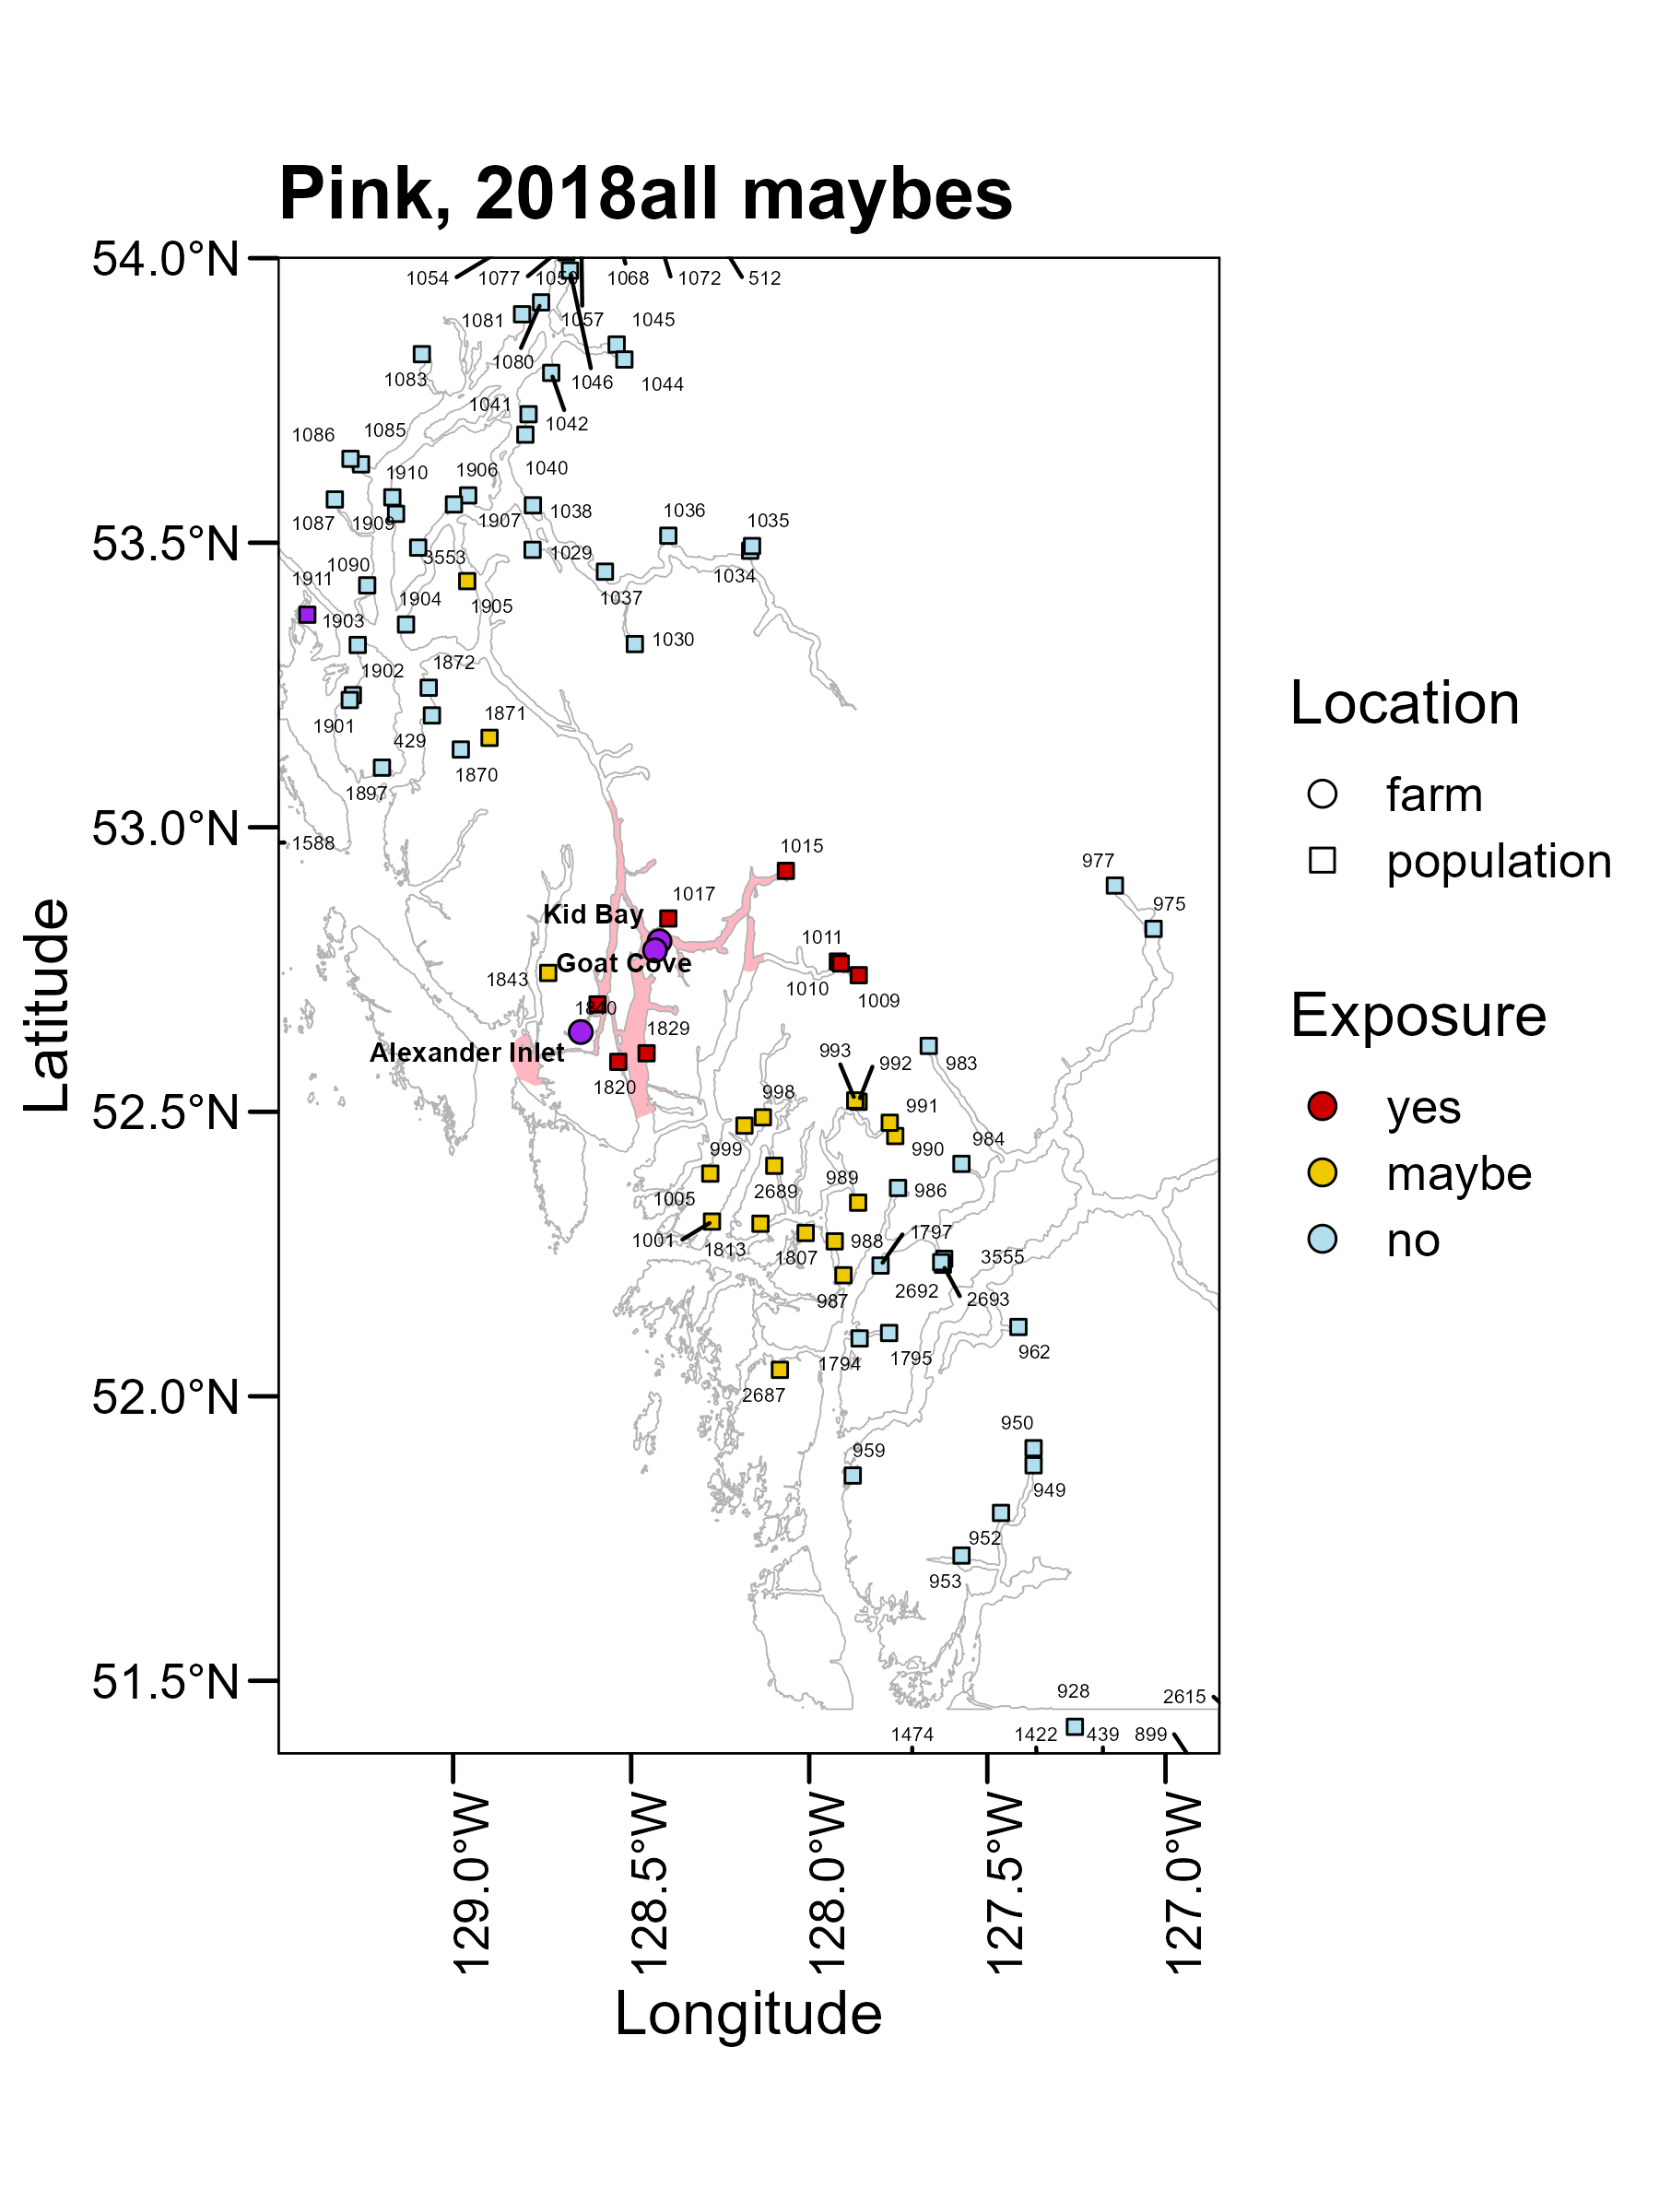 Pink, 2018all maybes
54.0°N
1054 1077 1059 1068 1072 512
1081 1057 1045
1080
1083 1046 1044
1041
1042
1086 1085
1910 1906 1040
1087 1909 1907 1038 1036 1035
53.5°N
3553 1029
1911 1090 1034
1904 1905 1037
1903
1902 1872 1030
1901 429 1871
1870
1897
53.0°N
1588
1015
977
1017
975
Kid Bay
1011
Goat Cove
1843 1010 1009
1840
1829
Alexander Inlet
993 992 983
1820
998
52.5°N
991
999 990 984
989
1005 2689 986
1001 1813 1807 988 1797 3555
2692
987 2693
1794 1795 962
52.0°N
2687
950
959
949
952
953
51.5°N
928 2615
1474 1422 439 899
129.0°W
128.5°W
128.0°W
127.5°W
127.0°W
Longitude
Latitude
Location
farm
population
Exposure
yes
maybe
no